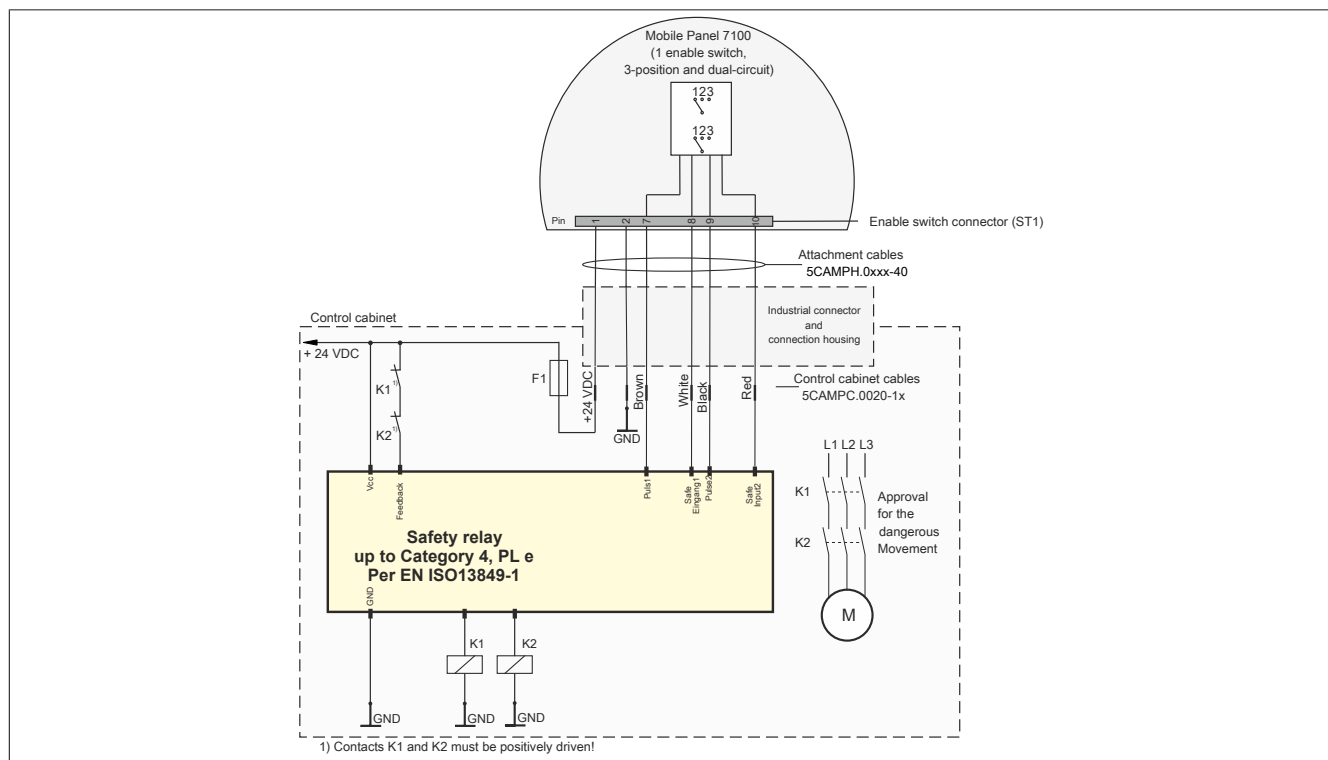 Mobile Panel 7100
(1 enable switch,
3-position and dual-circuit)
123
123
Pin
1
2
7
8
9
10
Enable switch connector (ST1)
Attachment cables
5CAMPH.0xxx-40
Industrial connector
and
connection housing
Control cabinet
+ 24 VDC
K1
1)
K2
1)
F1
+24 VDC
GND
Brown
White
Black
Red
Control cabinet cables
5CAMPC.0020-1x
Vcc
Feedback
Puls1
Safe
Eingang1
Pulse2
Safe
Input2
Safety relay
up to Category 4, PL e
Per EN ISO13849-1
GND
K1
K2
GND
GND
GND
L1 L2 L3
K1
K2
Approval
for the
dangerous
Movement
M
1) Contacts K1 and K2 must be positively driven!